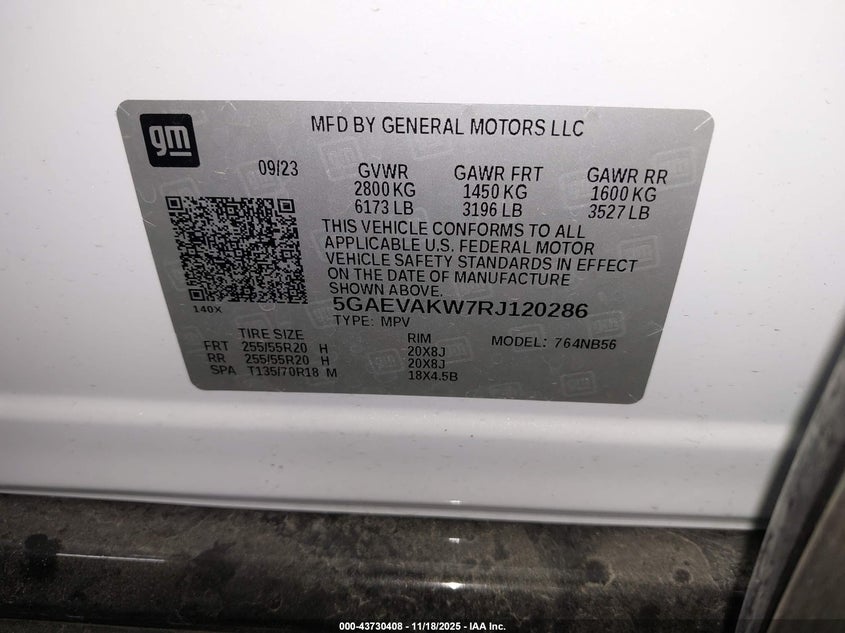 gm
MFD BY GENERAL MOTORS LLC
09/23
GVWR GAWR FRT GAWR RR
2800 KG 1450 KG 1600 KG
6173 LB 3196 LB 3527 LB
THIS VEHICLE CONFORMS TO ALL
APPLICABLE U.S. FEDERAL MOTOR
VEHICLE SAFETY STANDARDS IN EFFECT
ON THE DATE OF MANUFACTURE
SHOWN ABOVE.
140X
5GAEVAKW7RJ120286
TYPE: MPV
TIRE SIZE RIM MODEL: 764NB56
FRT 255/55R20 H 20X8J
RR 255/55R20 H 20X8J
SPA T135/70R18 M 18X4.5B
000-43730408 - 11/18/2025 - IAA Inc.